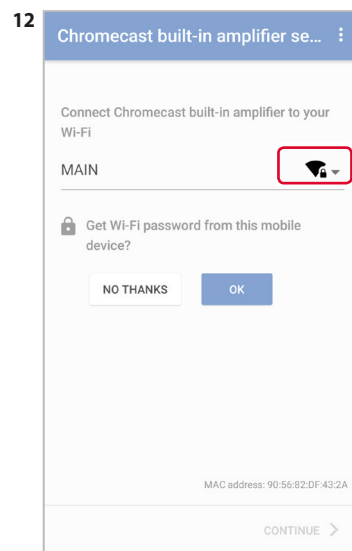 12
Chromecast built-in amplifier se...
Connect Chromecast built-in amplifier to your
Wi-Fi
MAIN
Get Wi-Fi password from this mobile
device?
NO THANKS OK
MAC address: 90:56:82:DF:43:2A
CONTINUE